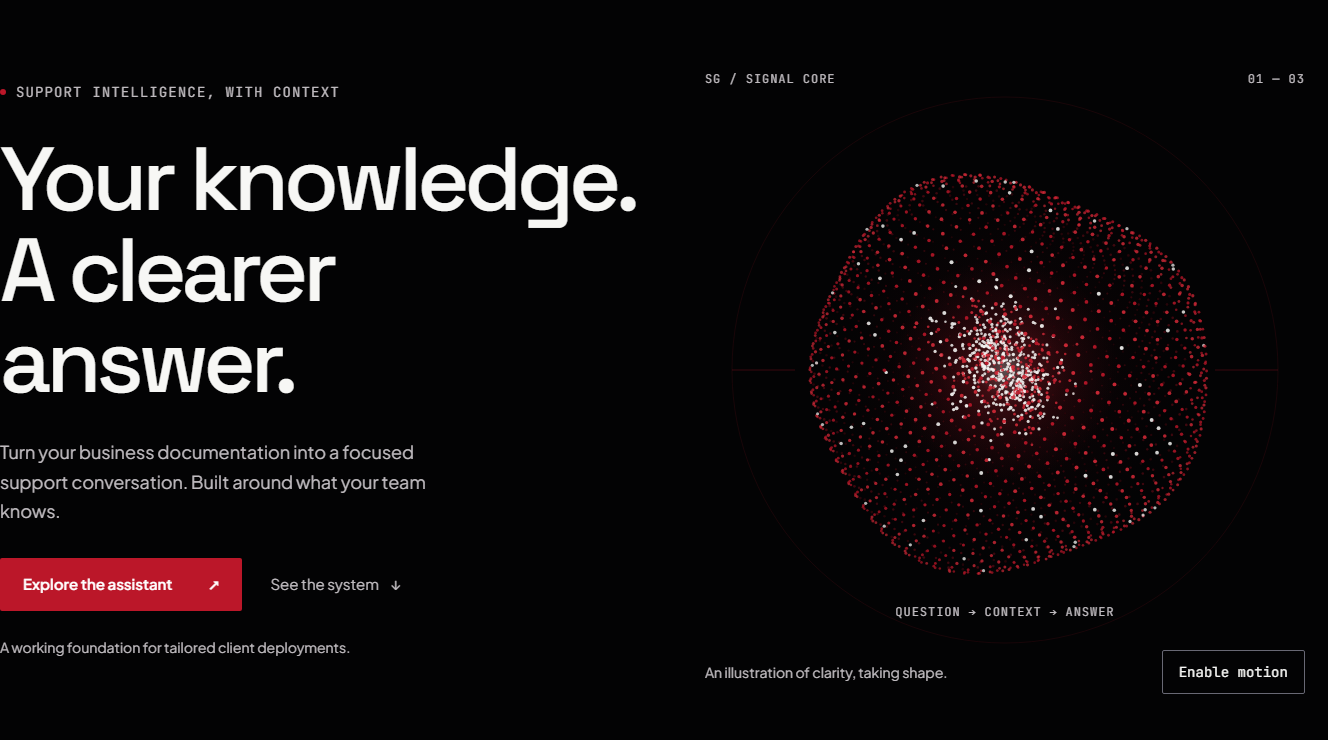 SUPPORT INTELLIGENCE, WITH CONTEXT
Your knowledge.
A clearer
answer.
Turn your business documentation into a focused
support conversation. Built around what your team
knows.
Explore the assistant ↗
See the system ↓
A working foundation for tailored client deployments.
SG / SIGNAL CORE
01 — 03
QUESTION → CONTEXT → ANSWER
An illustration of clarity, taking shape.
Enable motion